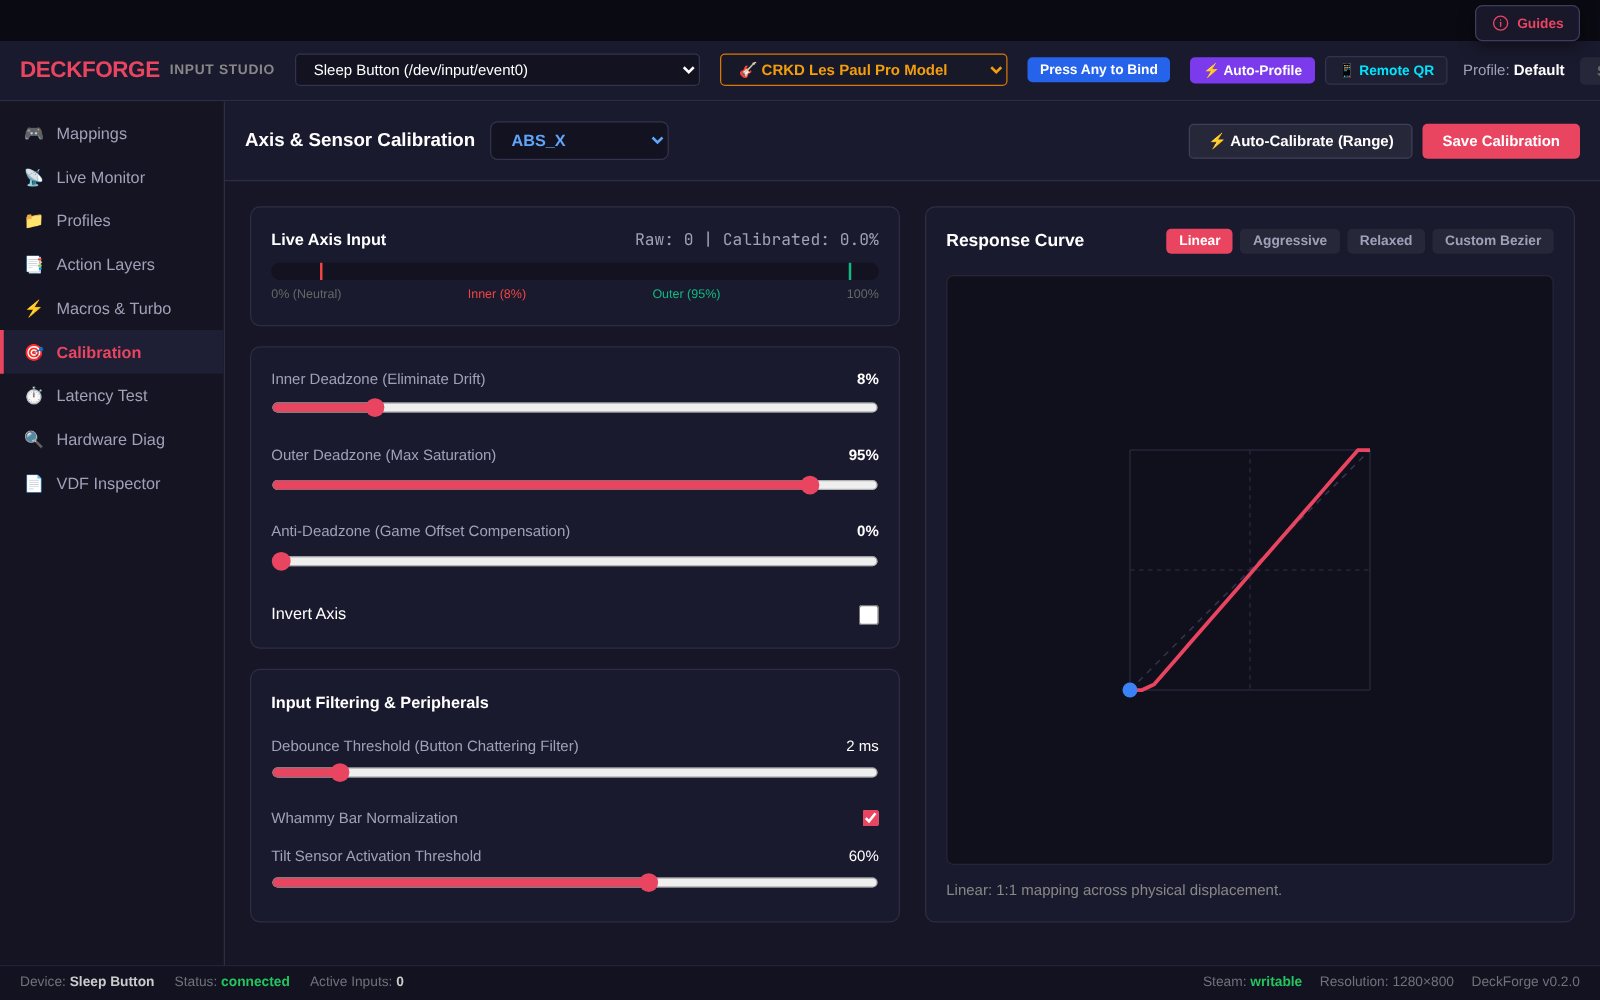 Guides
DECKFORGE INPUT STUDIO
Sleep Button (/dev/input/event0)
🎸 CRKD Les Paul Pro Model
Press Any to Bind
⚡ Auto-Profile
📱 Remote QR
Profile: Default
🎮 Mappings
📡 Live Monitor
📁 Profiles
📑 Action Layers
⚡ Macros & Turbo
🎯 Calibration
⏱️ Latency Test
🔍 Hardware Diag
📄 VDF Inspector
Axis & Sensor Calibration
ABS_X
⚡ Auto-Calibrate (Range)
Save Calibration
Live Axis Input
Raw: 0 | Calibrated: 0.0%
0% (Neutral)
Inner (8%)
Outer (95%)
100%
Inner Deadzone (Eliminate Drift)
8%
Outer Deadzone (Max Saturation)
95%
Anti-Deadzone (Game Offset Compensation)
0%
Invert Axis
Input Filtering & Peripherals
Debounce Threshold (Button Chattering Filter)
2 ms
Whammy Bar Normalization
Tilt Sensor Activation Threshold
60%
Response Curve
Linear
Aggressive
Relaxed
Custom Bezier
Linear: 1:1 mapping across physical displacement.
Device: Sleep Button
Status: connected
Active Inputs: 0
Steam: writable
Resolution: 1280×800
DeckForge v0.2.0